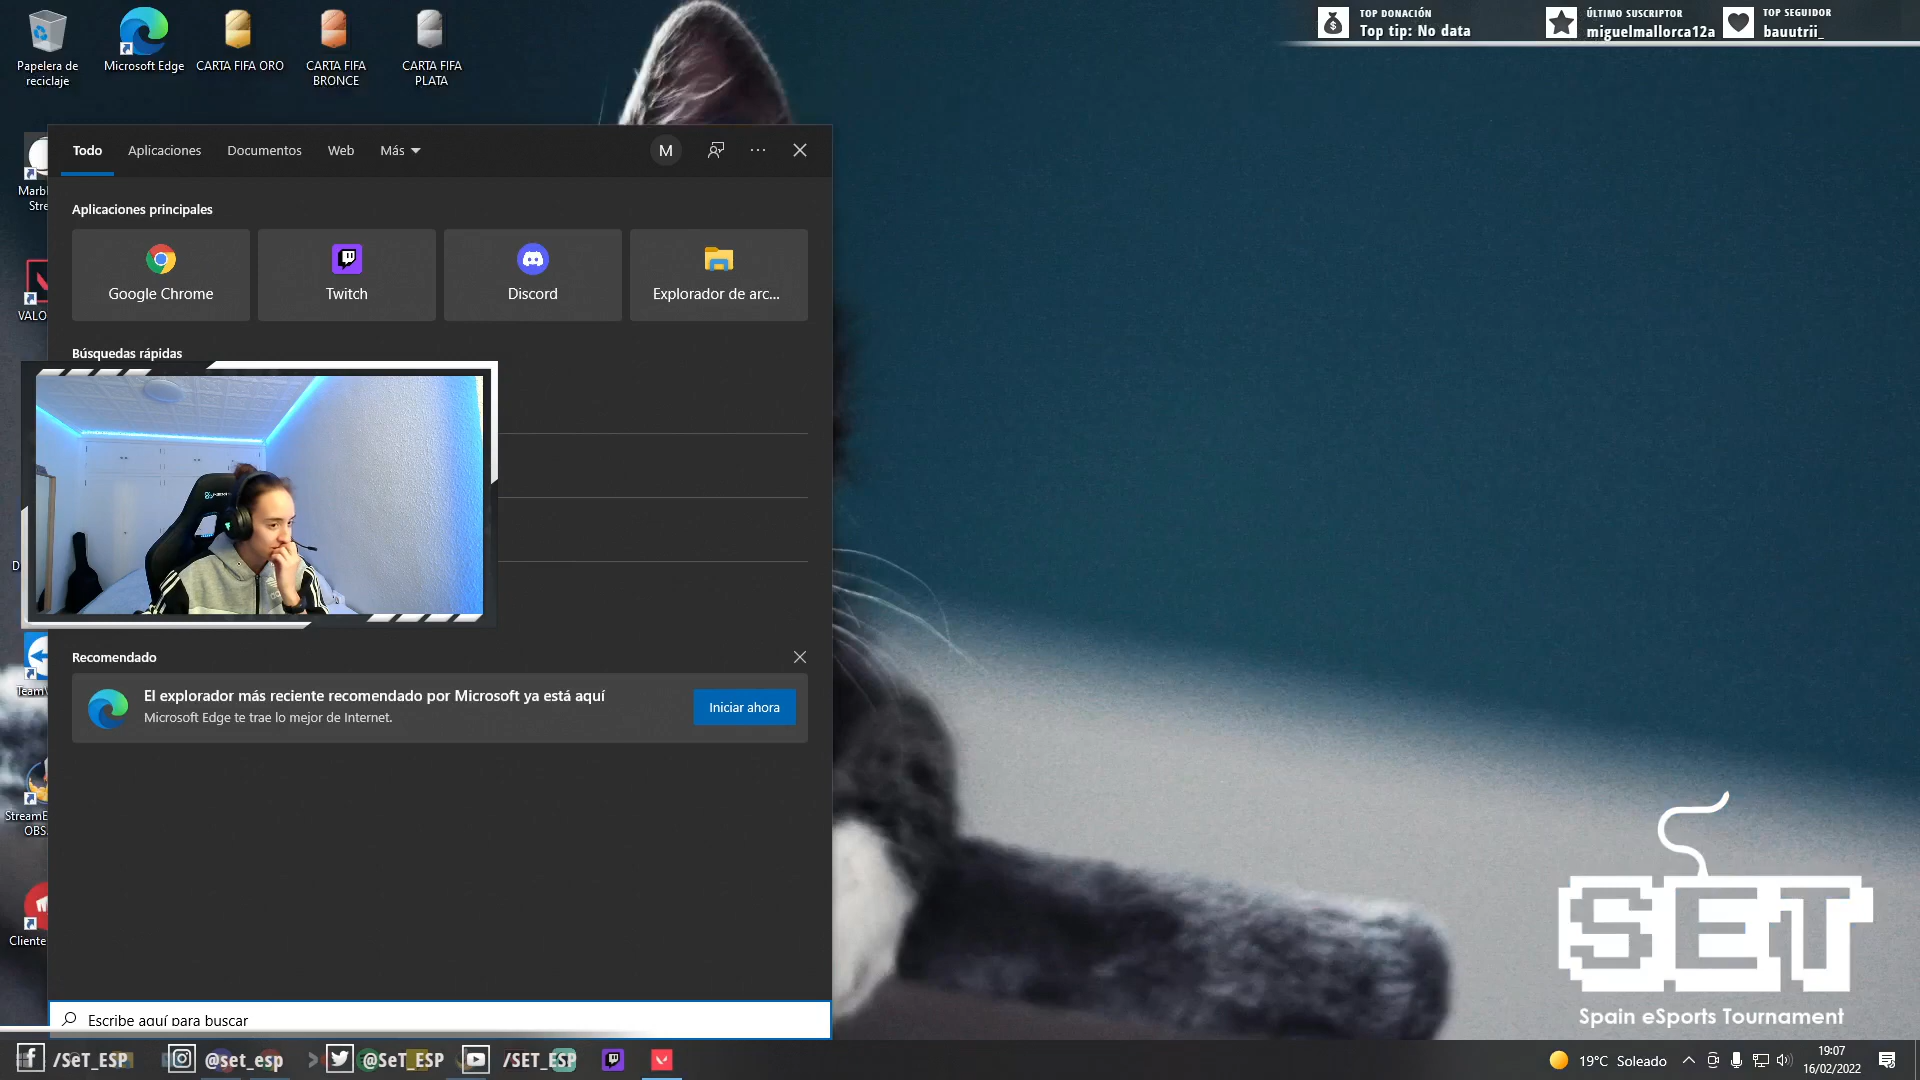 Papelera de
reciclaje
Microsoft Edge
CARTA FIFA ORO
CARTA FIFA
BRONCE
CARTA FIFA
PLATA
TOP DONACIÓN
Top tip: No data
ÚLTIMO SUSCRIPTOR
miguelmallorca12a
TOP SEGUIDOR
bauutrii_
Todo
Aplicaciones
Documentos
Web
Más
M
Aplicaciones principales
Google Chrome
Twitch
Discord
Explorador de arc...
Búsquedas rápidas
Recomendado
El explorador más reciente recomendado por Microsoft ya está aquí
Microsoft Edge te trae lo mejor de Internet.
Iniciar ahora
OBS
Cliente
Escribe aquí para buscar
SET
Spain eSports Tournament
/SeT_ESP
@set_esp
@SeT_ESP
/SET_ESP
19°C Soleado
19:07
16/02/2022